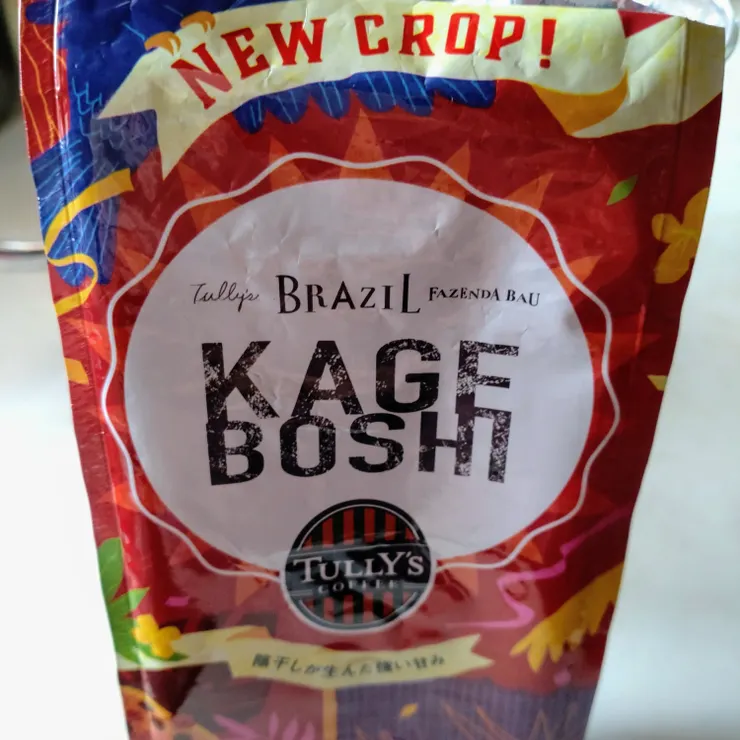 NEW CROP!
Tully's BRAZIL FAZENDA BAU
KAGE
BOSHI
TULLY'S
COFFEE
陰干しが生んだ強い甘み